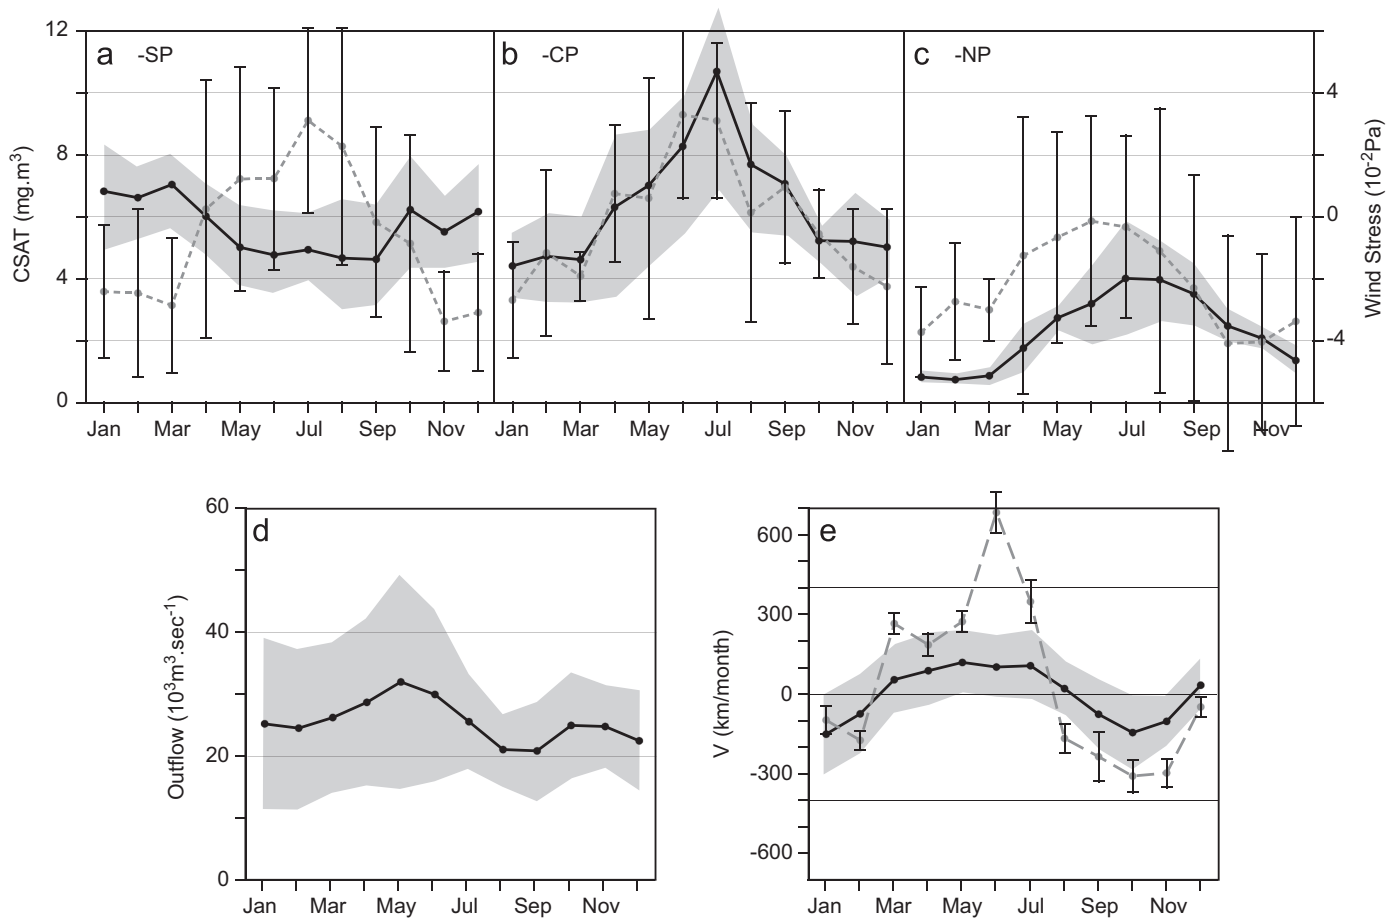 12
8
4
0
CSAT (mg.m³)
a -SP
b -CP
c -NP
4
0
-4
Wind Stress (10⁻²Pa)
Jan Mar May Jul Sep Nov Jan Mar May Jul Sep Nov Jan Mar May Jul Sep Nov
60
40
20
0
Outflow (10³m³.sec⁻¹)
d
Jan Mar May Jul Sep Nov
600
300
0
-300
-600
V (km/month)
e
Jan Mar May Jul Sep Nov